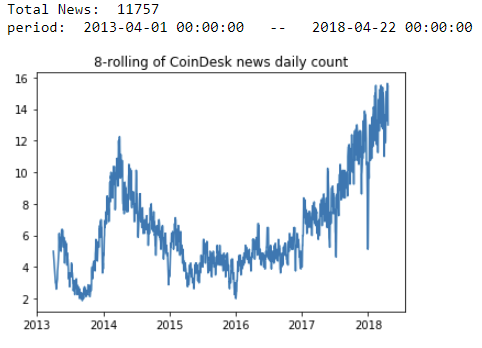 Total News:  11757
period:  2013-04-01 00:00:00   --   2018-04-22 00:00:00
8-rolling of CoinDesk news daily count
16
14
12
10
8
6
4
2
2013 2014 2015 2016 2017 2018